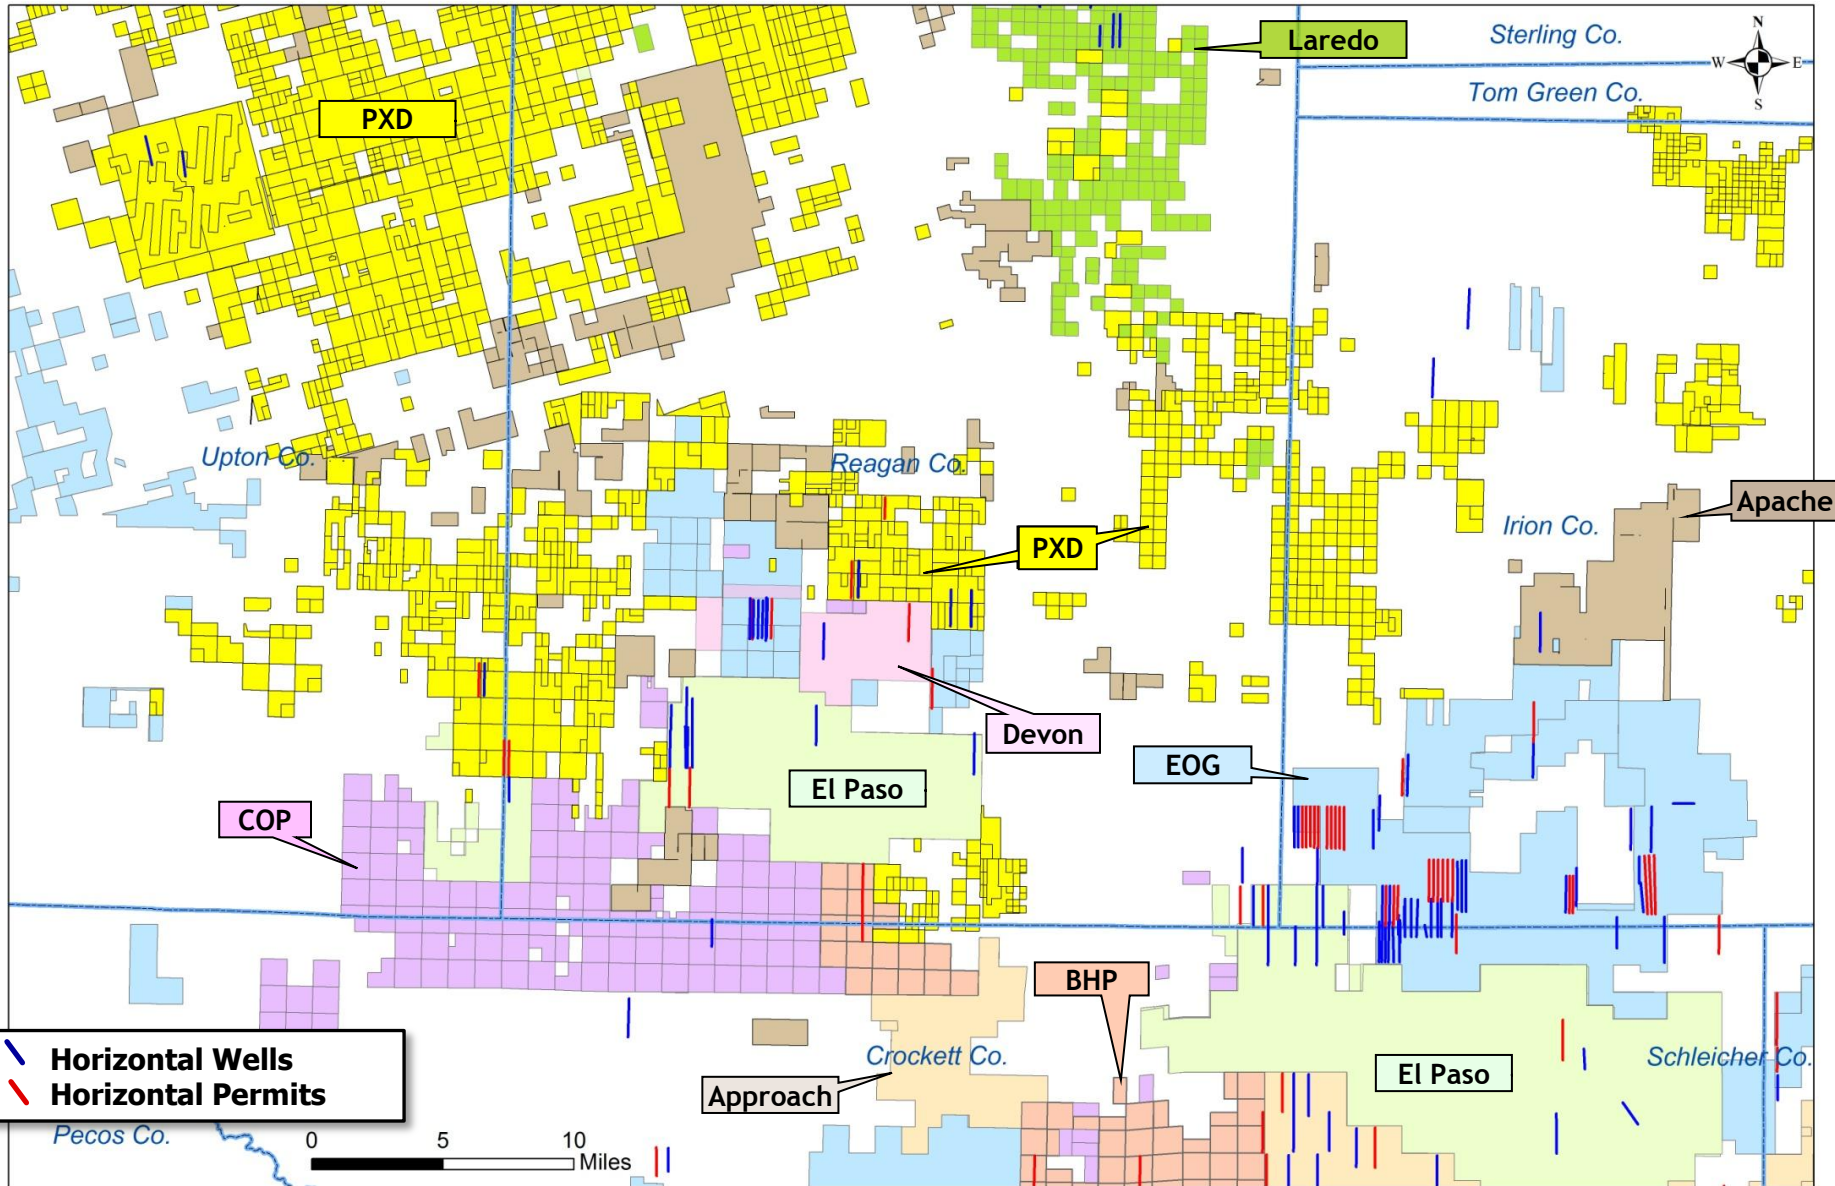 Sterling Co.
Laredo
N
W E
S
Tom Green Co.
PXD
Upton Co.
Reagan Co.
Apache
Irion Co.
PXD
Devon
EOG
El Paso
COP
BHP
Horizontal Wells
Horizontal Permits
Crockett Co.
Schleicher Co.
El Paso
Approach
Pecos Co.
0 5 10
Miles